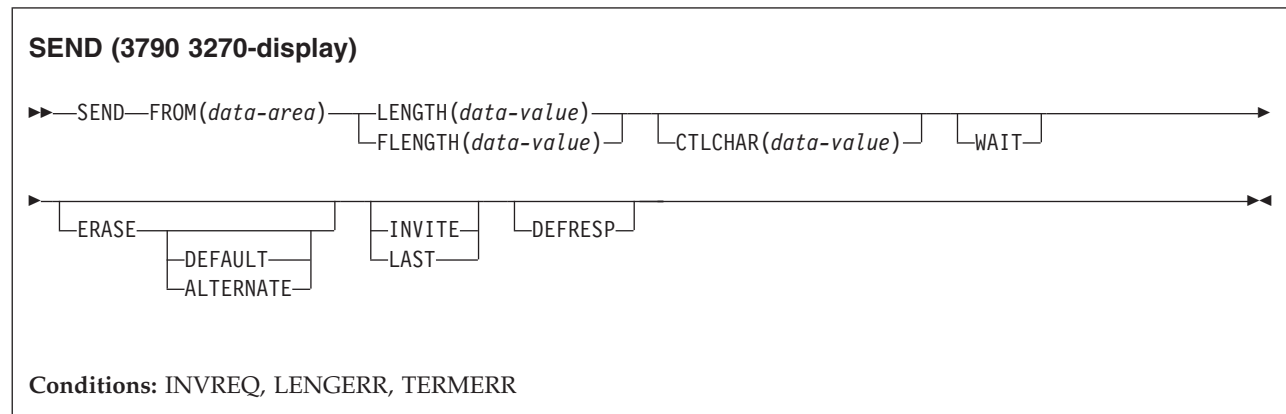 SEND (3790 3270-display)
SEND FROM(data-area) LENGTH(data-value)
FLENGTH(data-value) CTLCHAR(data-value) WAIT
ERASE INVITE DEFRESP
DEFAULT LAST
ALTERNATE
Conditions: INVREQ, LENGERR, TERMERR